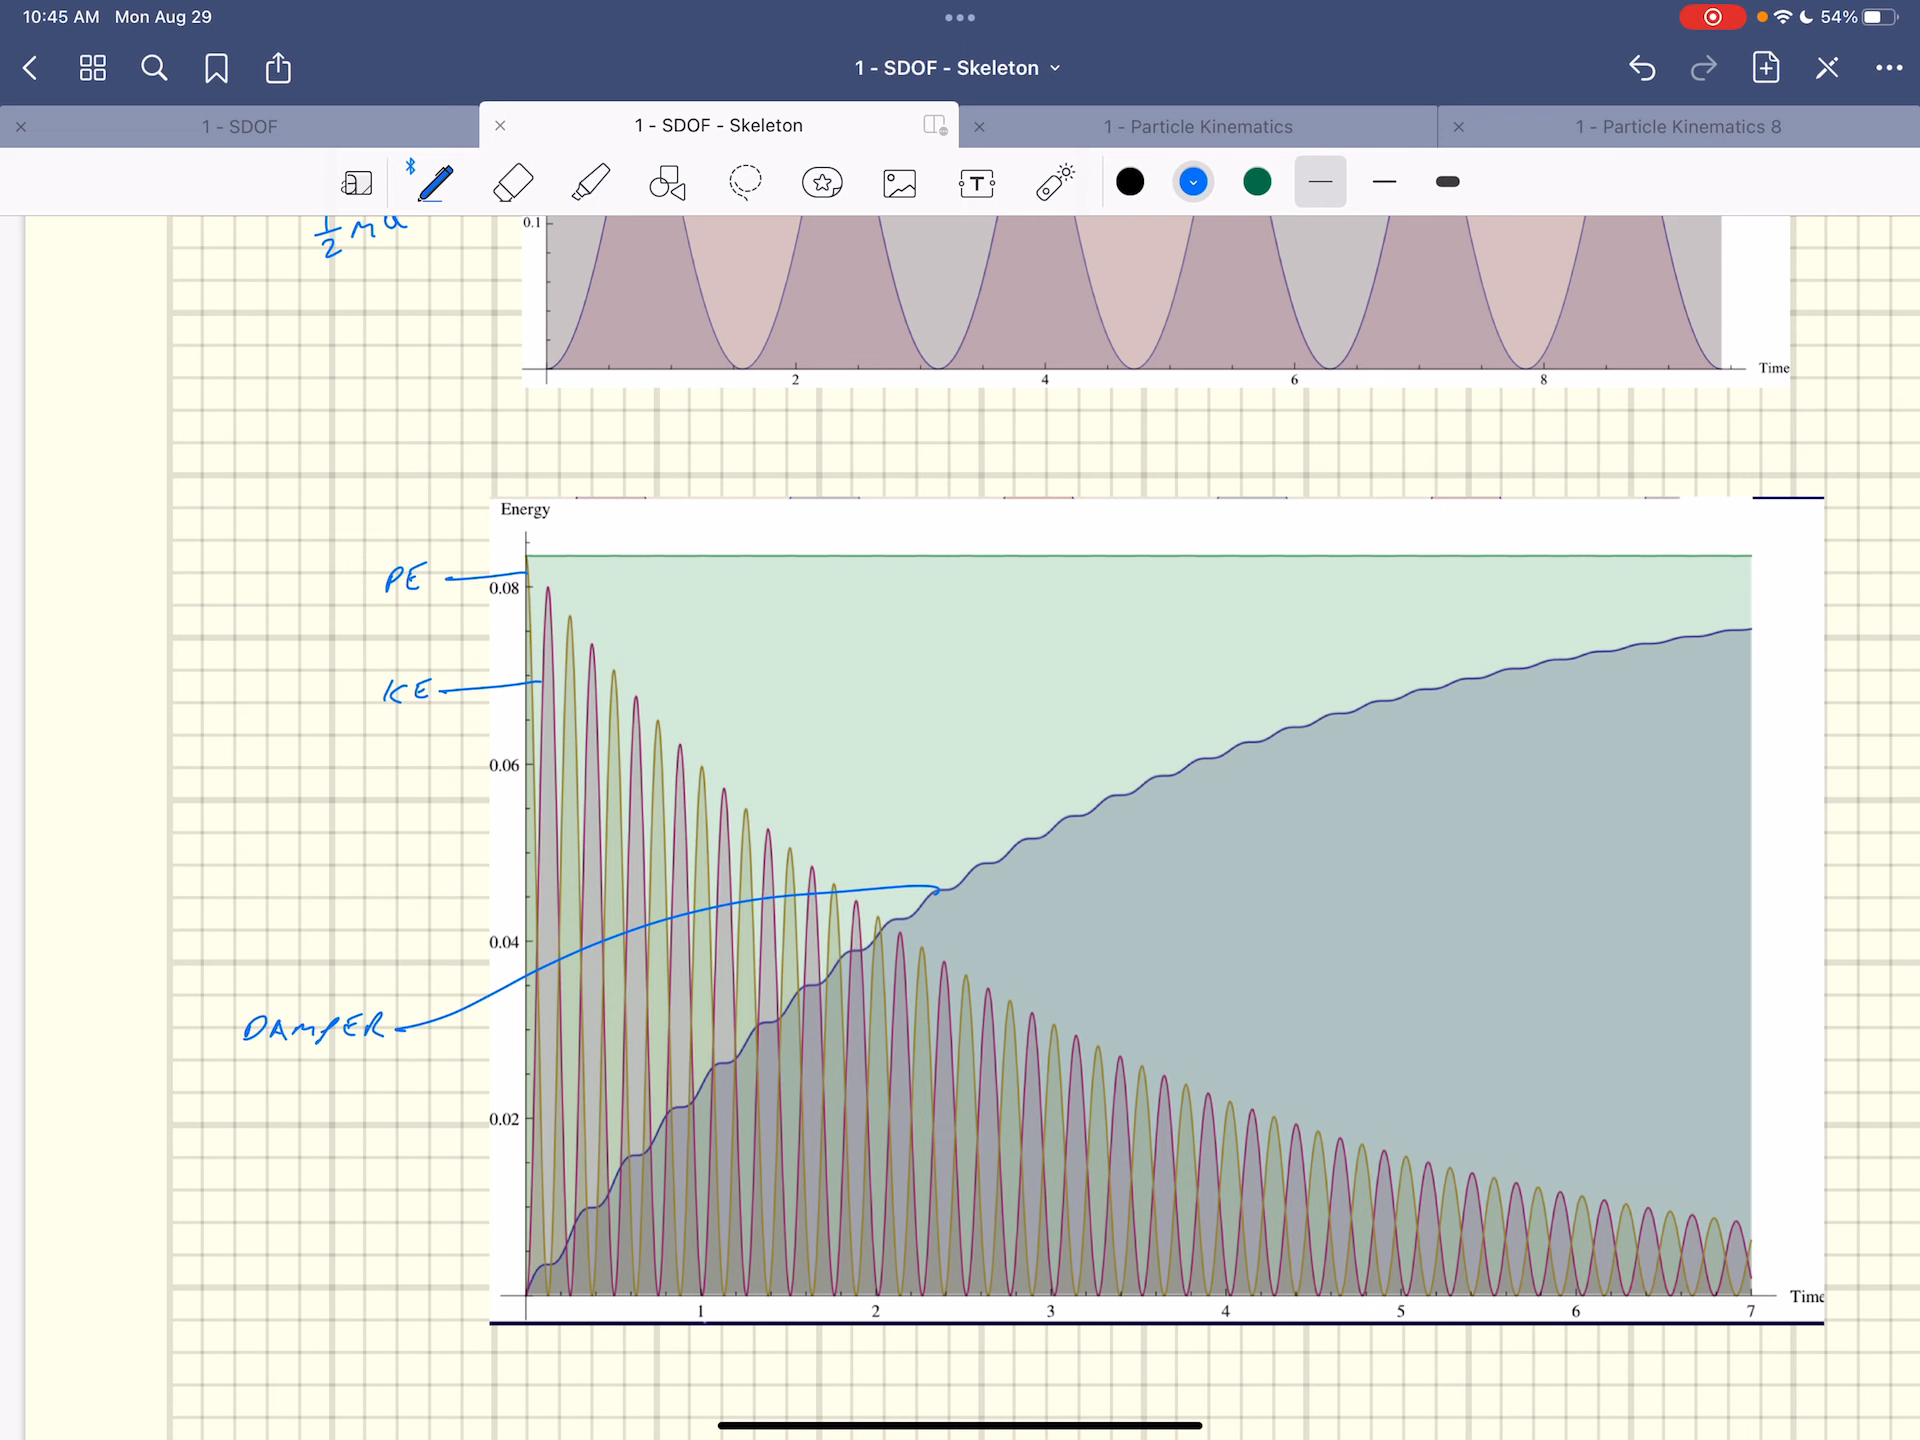 10:45 AM Mon Aug 29
54%
1 - SDOF - Skeleton
1 - SDOF
1 - SDOF - Skeleton
1 - Particle Kinematics
1 - Particle Kinematics 8
0.1
2 4 6 8
Time
Energy
PE
0.08
KE
0.06
0.04
DAMPER
0.02
Time
1 2 3 4 5 6 7